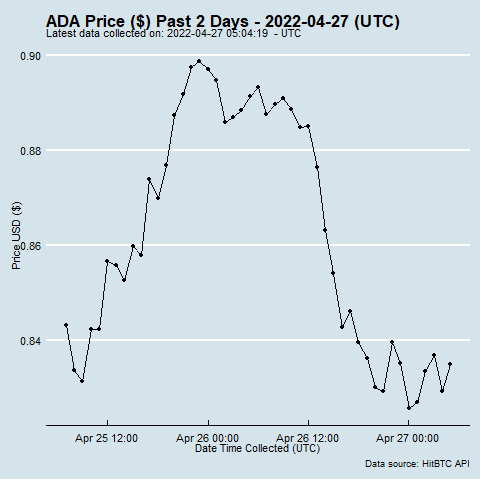 ADA Price ($) Past 2 Days - 2022-04-27 (UTC)
Latest data collected on: 2022-04-27 05:04:19 - UTC
0.90
0.88
0.86
0.84
Price USD ($)
Apr 25 12:00
Apr 26 00:00
Apr 26 12:00
Apr 27 00:00
Date Time Collected (UTC)
Data source: HitBTC API